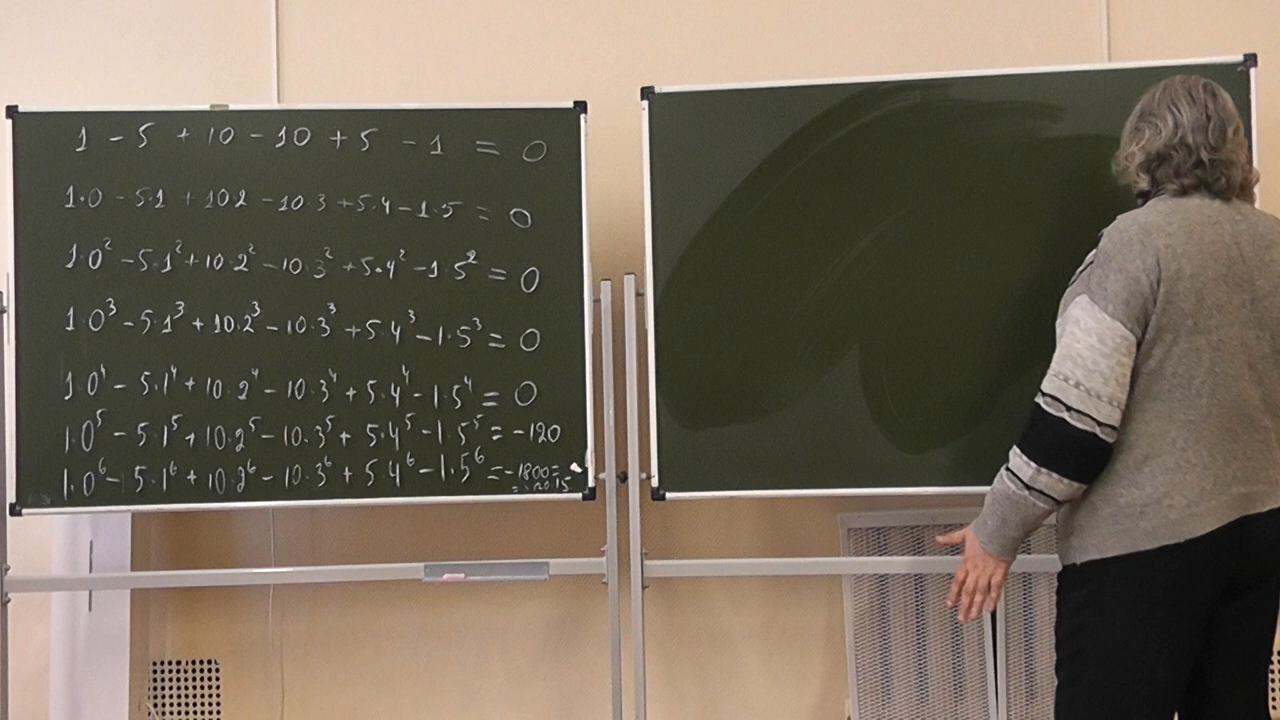 1 - 5 + 10 - 10 + 5 - 1 = 0
1·0 - 5·1 + 10·2 - 10·3 + 5·4 - 1·5 = 0
1·0² - 5·1² + 10·2² - 10·3² + 5·4² - 1·5² = 0
1·0³ - 5·1³ + 10·2³ - 10·3³ + 5·4³ - 1·5³ = 0
1·0⁴ - 5·1⁴ + 10·2⁴ - 10·3⁴ + 5·4⁴ - 1·5⁴ = 0
1·0⁵ - 5·1⁵ + 10·2⁵ - 10·3⁵ + 5·4⁵ - 1·5⁵ = -120
1·0⁶ - 5·1⁶ + 10·2⁶ - 10·3⁶ + 5·4⁶ - 1·5⁶ = -1800 =